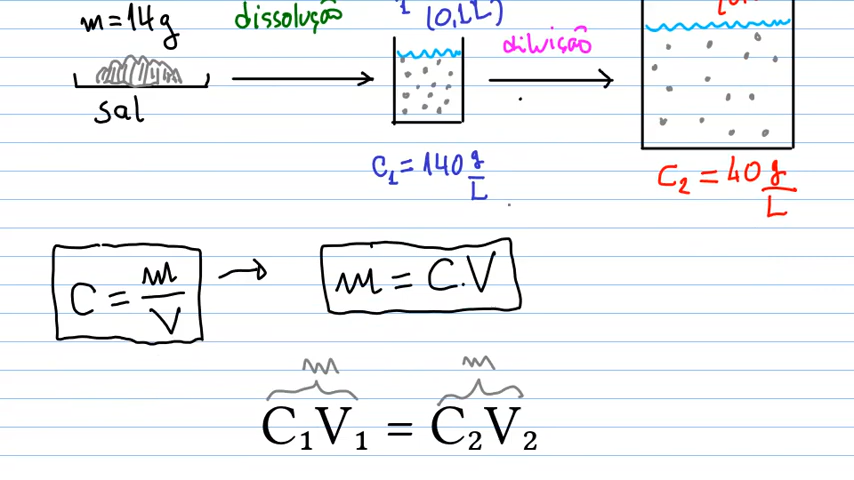 m=14g
dissolução
(0,1L)
diluição
sal
C₁=140 g/L
C₂=40 g/L
C = m/V → m = C.V
m m
C₁V₁ = C₂V₂